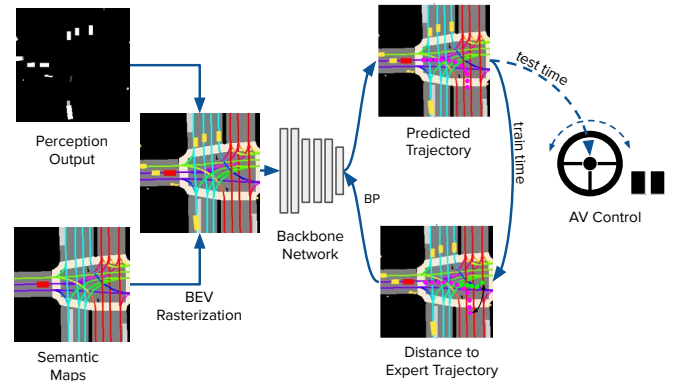 Perception
Output
Semantic
Maps
BEV
Rasterization
Backbone
Network
BP
Predicted
Trajectory
Distance to
Expert Trajectory
test time
train time
AV Control